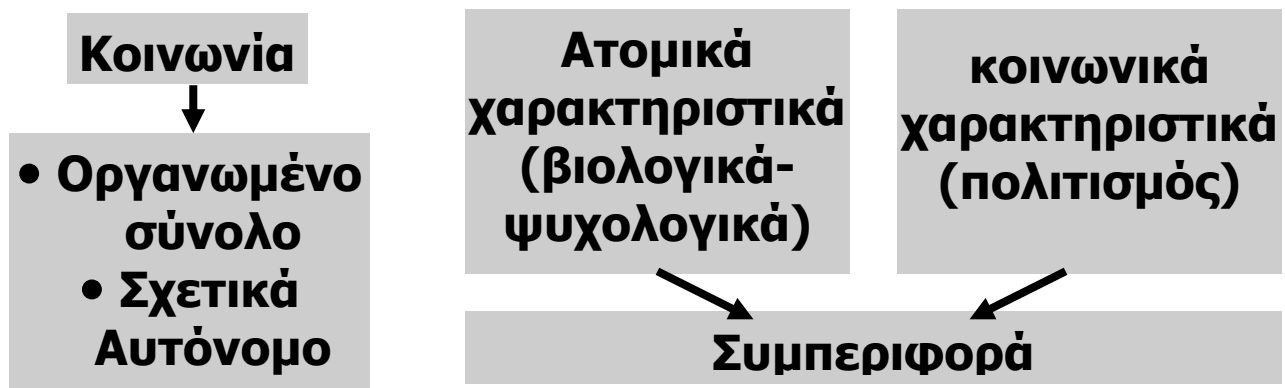 Κοινωνία
• Οργανωμένο
σύνολο
• Σχετικά
Αυτόνομο
Ατομικά
χαρακτηριστικά
(βιολογικά-
ψυχολογικά)
κοινωνικά
χαρακτηριστικά
(πολιτισμός)
Συμπεριφορά